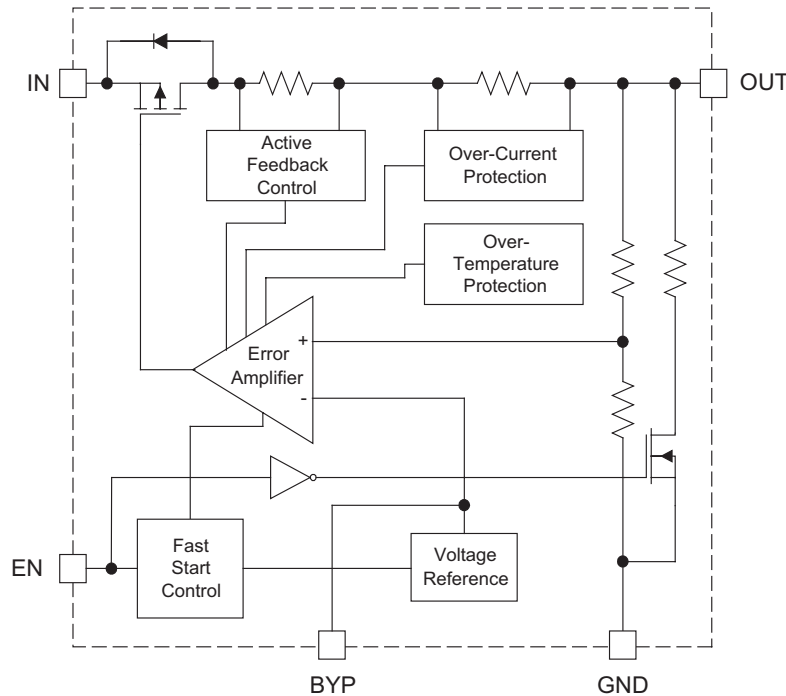 IN
OUT
Active
Feedback
Control
Over-Current
Protection
Over-
Temperature
Protection
Error
Amplifier
+
-
EN
Fast
Start
Control
Voltage
Reference
BYP
GND